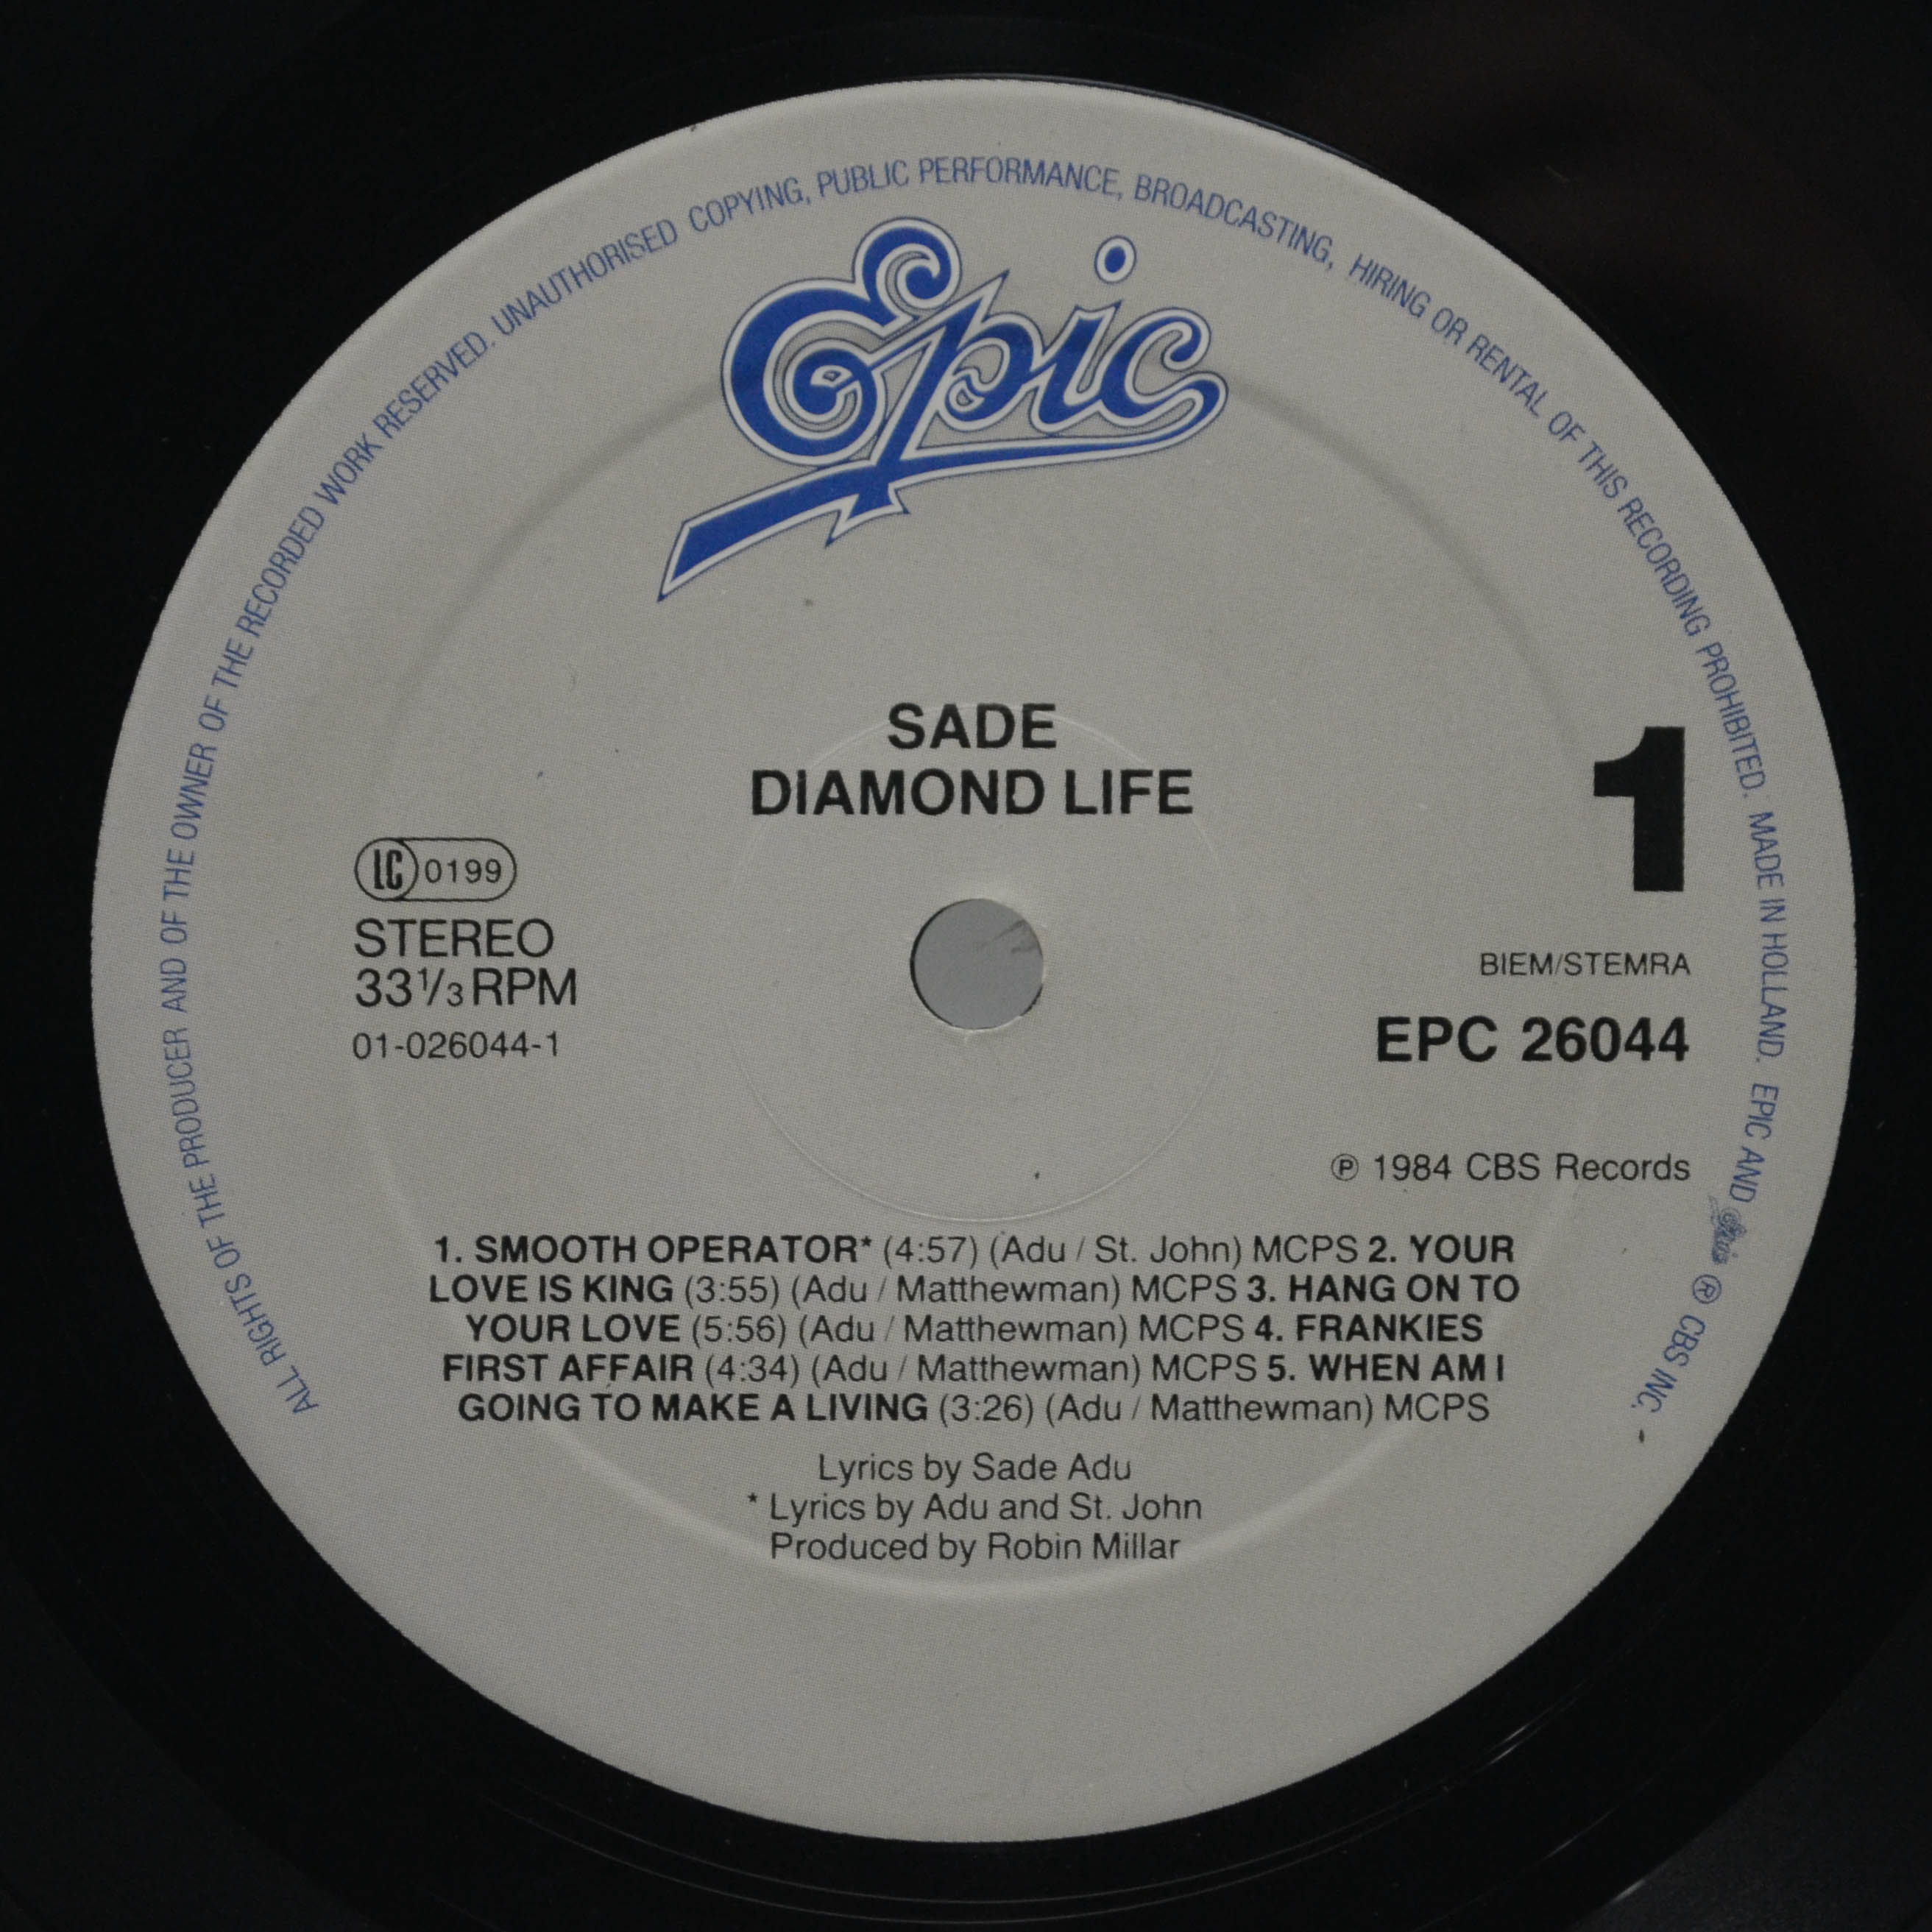 ALL RIGHTS OF THE PRODUCER AND OF THE OWNER OF THE RECORDED WORK RESERVED. UNAUTHORISED COPYING, PUBLIC PERFORMANCE, BROADCASTING, HIRING OR RENTAL OF THIS RECORDING PROHIBITED. MADE IN HOLLAND. EPIC AND Epic ® CBS INC.
Epic
SADE
DIAMOND LIFE
1
LC 0199
STEREO
33⅓ RPM
01-026044-1
BIEM/STEMRA
EPC 26044
℗ 1984 CBS Records
1. SMOOTH OPERATOR* (4:57) (Adu / St. John) MCPS 2. YOUR
LOVE IS KING (3:55) (Adu / Matthewman) MCPS 3. HANG ON TO
YOUR LOVE (5:56) (Adu / Matthewman) MCPS 4. FRANKIES
FIRST AFFAIR (4:34) (Adu / Matthewman) MCPS 5. WHEN AM I
GOING TO MAKE A LIVING (3:26) (Adu / Matthewman) MCPS
Lyrics by Sade Adu
* Lyrics by Adu and St. John
Produced by Robin Millar